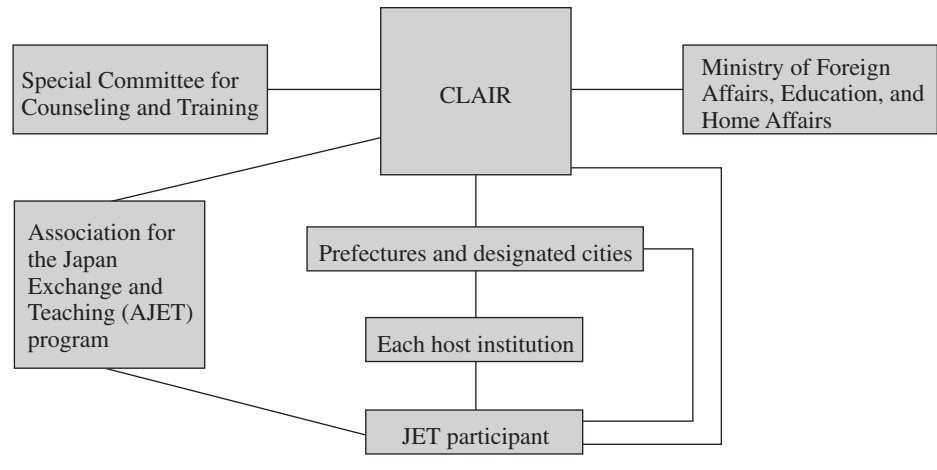 Special Committee for
Counseling and Training
CLAIR
Ministry of Foreign
Affairs, Education, and
Home Affairs
Association for
the Japan
Exchange and
Teaching (AJET)
program
Prefectures and designated cities
Each host institution
JET participant